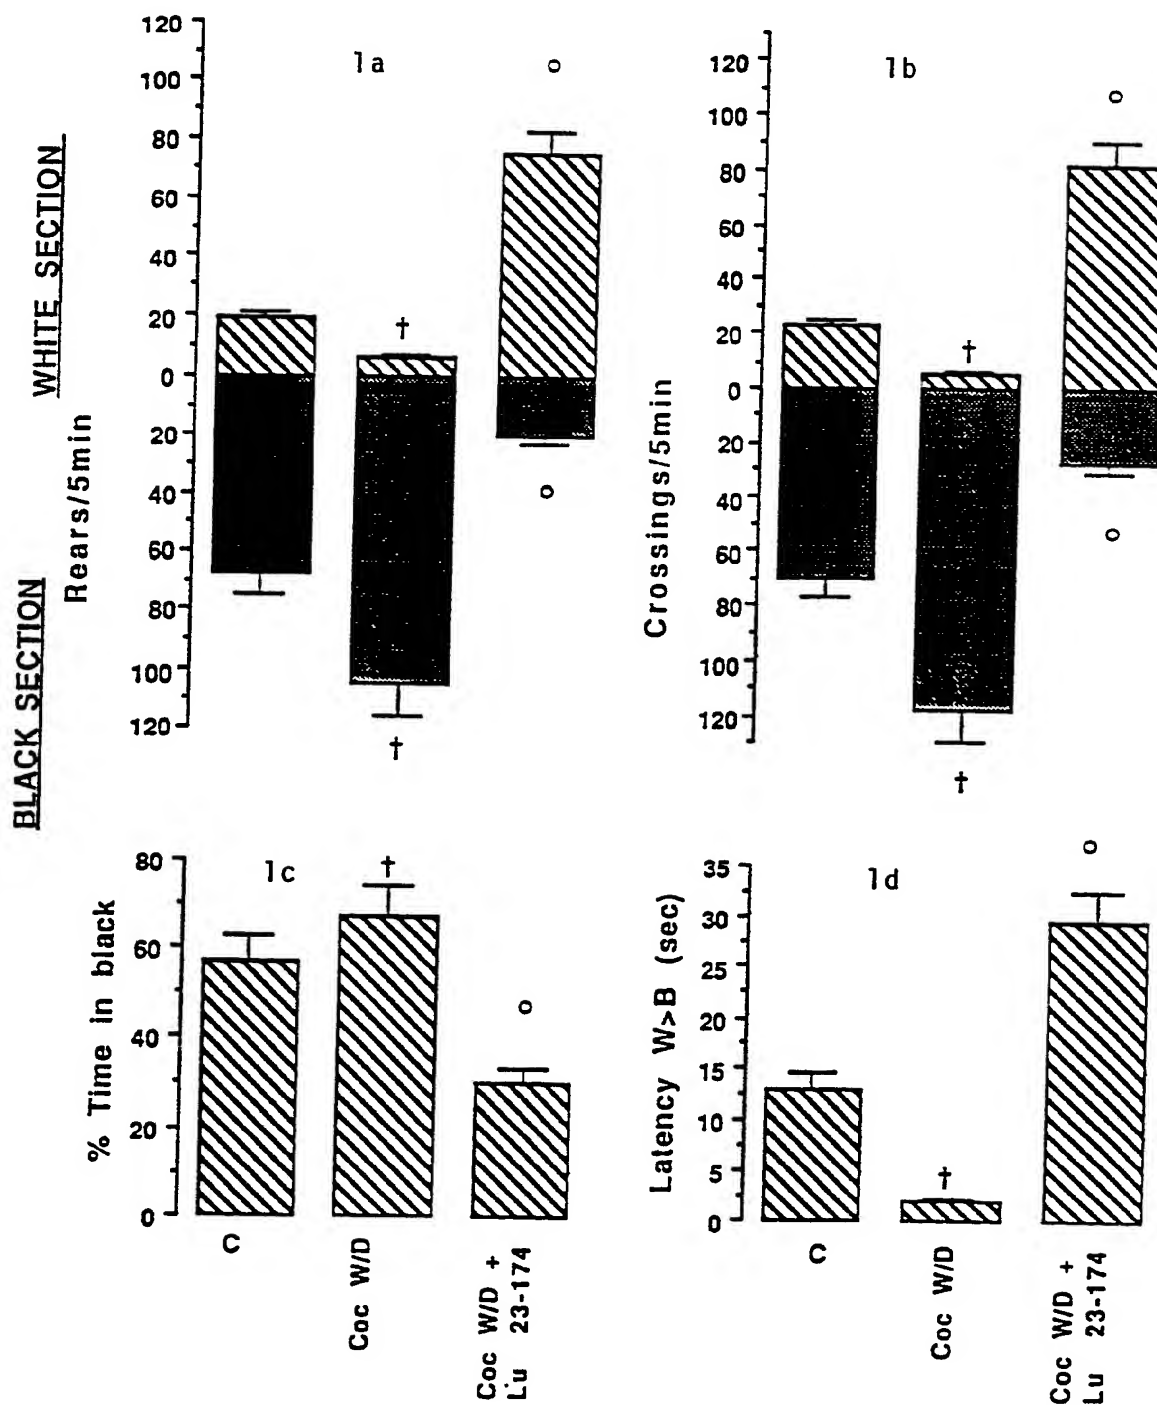 WHITE SECTION
BLACK SECTION
1a
Rears/5min
120
100
80
60
40
20
0
20
40
60
80
100
120
o
†
†
o
1b
Crossings/5min
120
100
80
60
40
20
0
20
40
60
80
100
120
o
†
†
o
1c
% Time in black
80
60
40
20
0
†
o
C
Coc W/D
Coc W/D +
Lu 23-174
1d
Latency W>B (sec)
35
30
25
20
15
10
5
0
†
o
C
Coc W/D
Coc W/D +
Lu 23-174